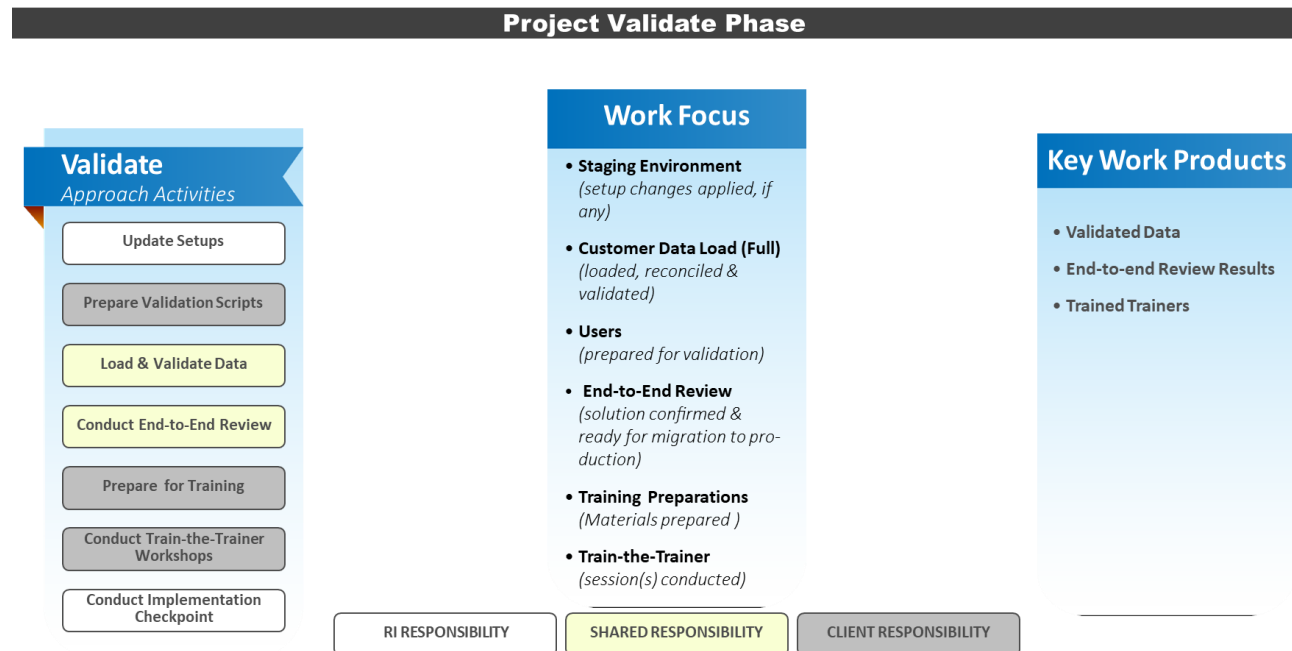 Project Validate Phase
Validate
Approach Activities
Update Setups
Prepare Validation Scripts
Load & Validate Data
Conduct End-to-End Review
Prepare for Training
Conduct Train-the-Trainer
Workshops
Conduct Implementation
Checkpoint
Work Focus
• Staging Environment
(setup changes applied, if
any)
• Customer Data Load (Full)
(loaded, reconciled &
validated)
• Users
(prepared for validation)
• End-to-End Review
(solution confirmed &
ready for migration to pro-
duction)
• Training Preparations
(Materials prepared )
• Train-the-Trainer
(session(s) conducted)
Key Work Products
• Validated Data
• End-to-end Review Results
• Trained Trainers
RI RESPONSIBILITY
SHARED RESPONSIBILITY
CLIENT RESPONSIBILITY